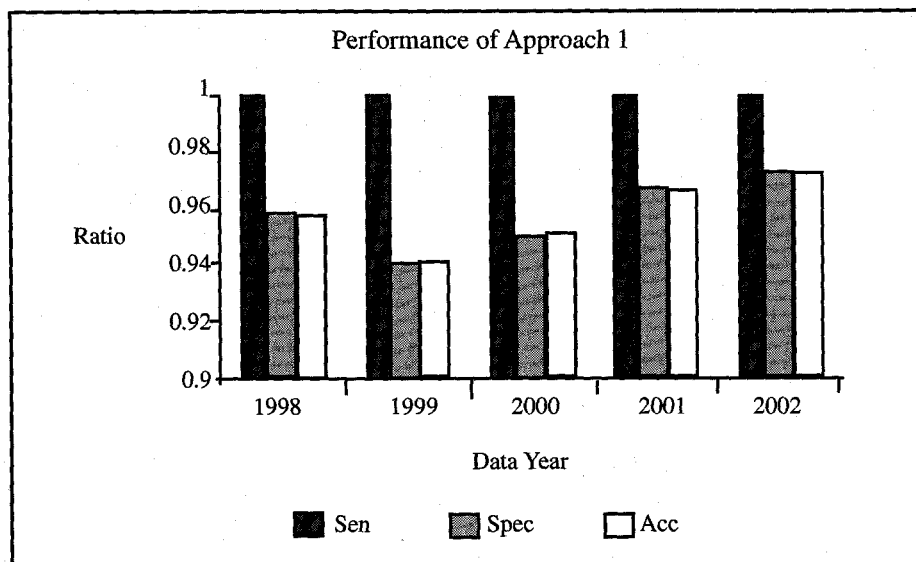 Performance of Approach 1
1
0.98
0.96
0.94
0.92
0.9
Ratio
1998 1999 2000 2001 2002
Data Year
Sen Spec Acc